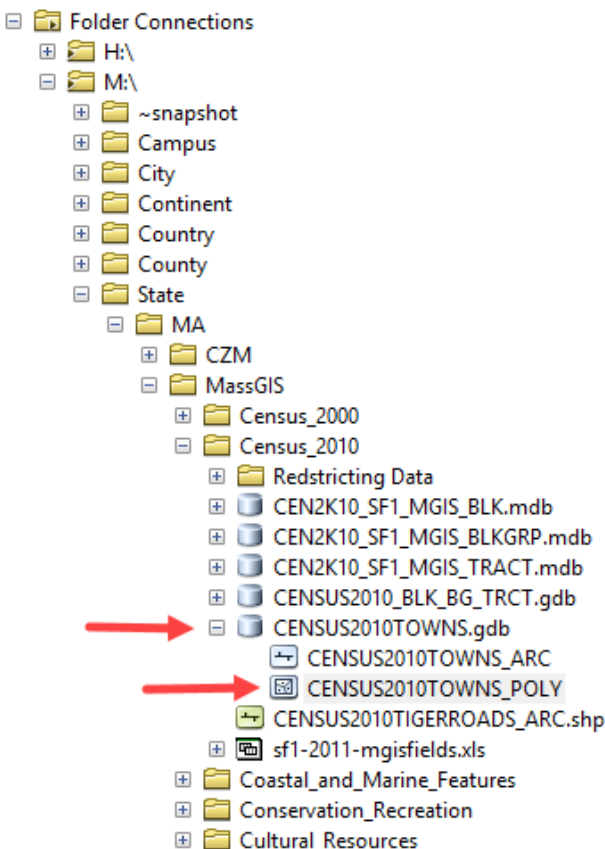 Folder Connections
H:\
M:\
~snapshot
Campus
City
Continent
Country
County
State
MA
CZM
MassGIS
Census_2000
Census_2010
Redstricting Data
CEN2K10_SF1_MGIS_BLK.mdb
CEN2K10_SF1_MGIS_BLKGRP.mdb
CEN2K10_SF1_MGIS_TRACT.mdb
CENSUS2010_BLK_BG_TRCT.gdb
CENSUS2010TOWNS.gdb
CENSUS2010TOWNS_ARC
CENSUS2010TOWNS_POLY
CENSUS2010TIGERROADS_ARC.shp
sf1-2011-mgisfields.xls
Coastal_and_Marine_Features
Conservation_Recreation
Cultural_Resources